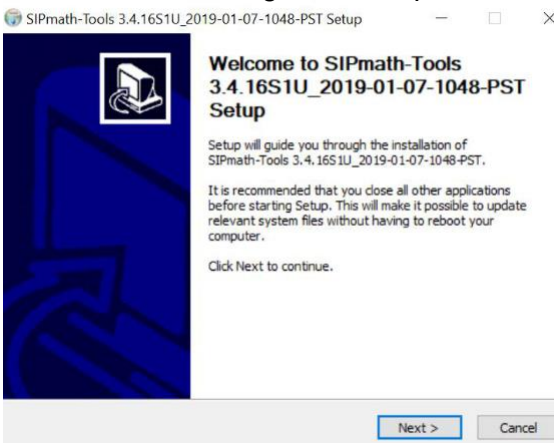 SIPmath-Tools 3.4.16S1U_2019-01-07-1048-PST Setup
Welcome to SIPmath-Tools
3.4.16S1U_2019-01-07-1048-PST
Setup
Setup will guide you through the installation of
SIPmath-Tools 3.4.16S1U_2019-01-07-1048-PST.
It is recommended that you close all other applications
before starting Setup. This will make it possible to update
relevant system files without having to reboot your
computer.
Click Next to continue.
Next > Cancel